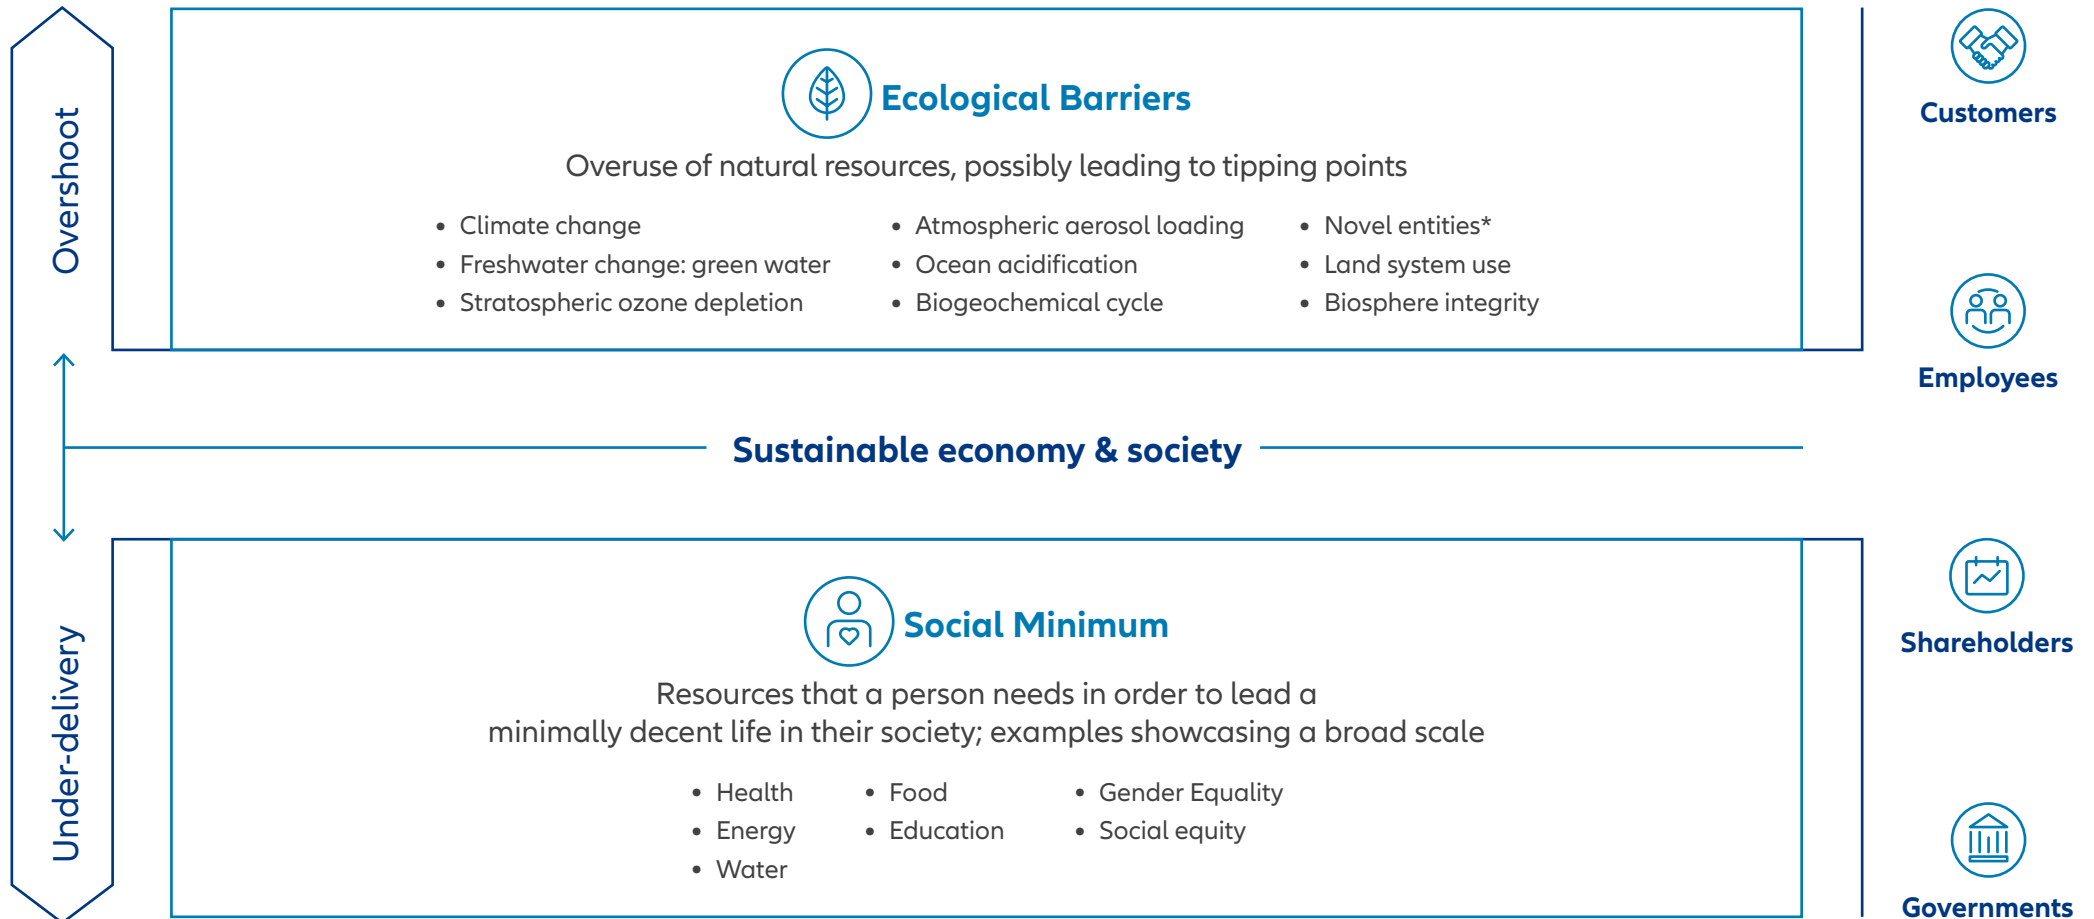 Overshoot
Ecological Barriers
Overuse of natural resources, possibly leading to tipping points
• Climate change
• Freshwater change: green water
• Stratospheric ozone depletion
• Atmospheric aerosol loading
• Ocean acidification
• Biogeochemical cycle
• Novel entities*
• Land system use
• Biosphere integrity
Sustainable economy & society
Under-delivery
Social Minimum
Resources that a person needs in order to lead a
minimally decent life in their society; examples showcasing a broad scale
• Health
• Energy
• Water
• Food
• Education
• Gender Equality
• Social equity
Customers
Employees
Shareholders
Governments